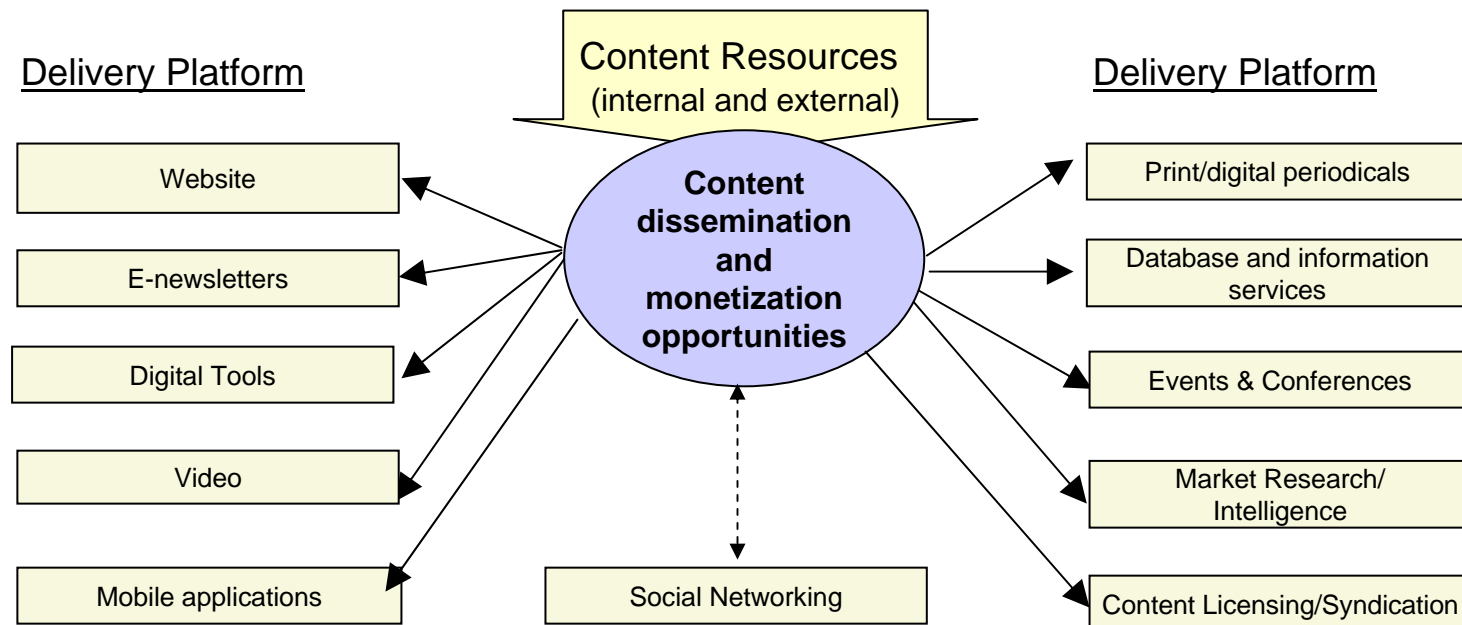 Delivery Platform
Content Resources
(internal and external)
Delivery Platform
Website
E-newsletters
Digital Tools
Video
Mobile applications
Content
dissemination
and
monetization
opportunities
Social Networking
Print/digital periodicals
Database and information
services
Events & Conferences
Market Research/
Intelligence
Content Licensing/Syndication